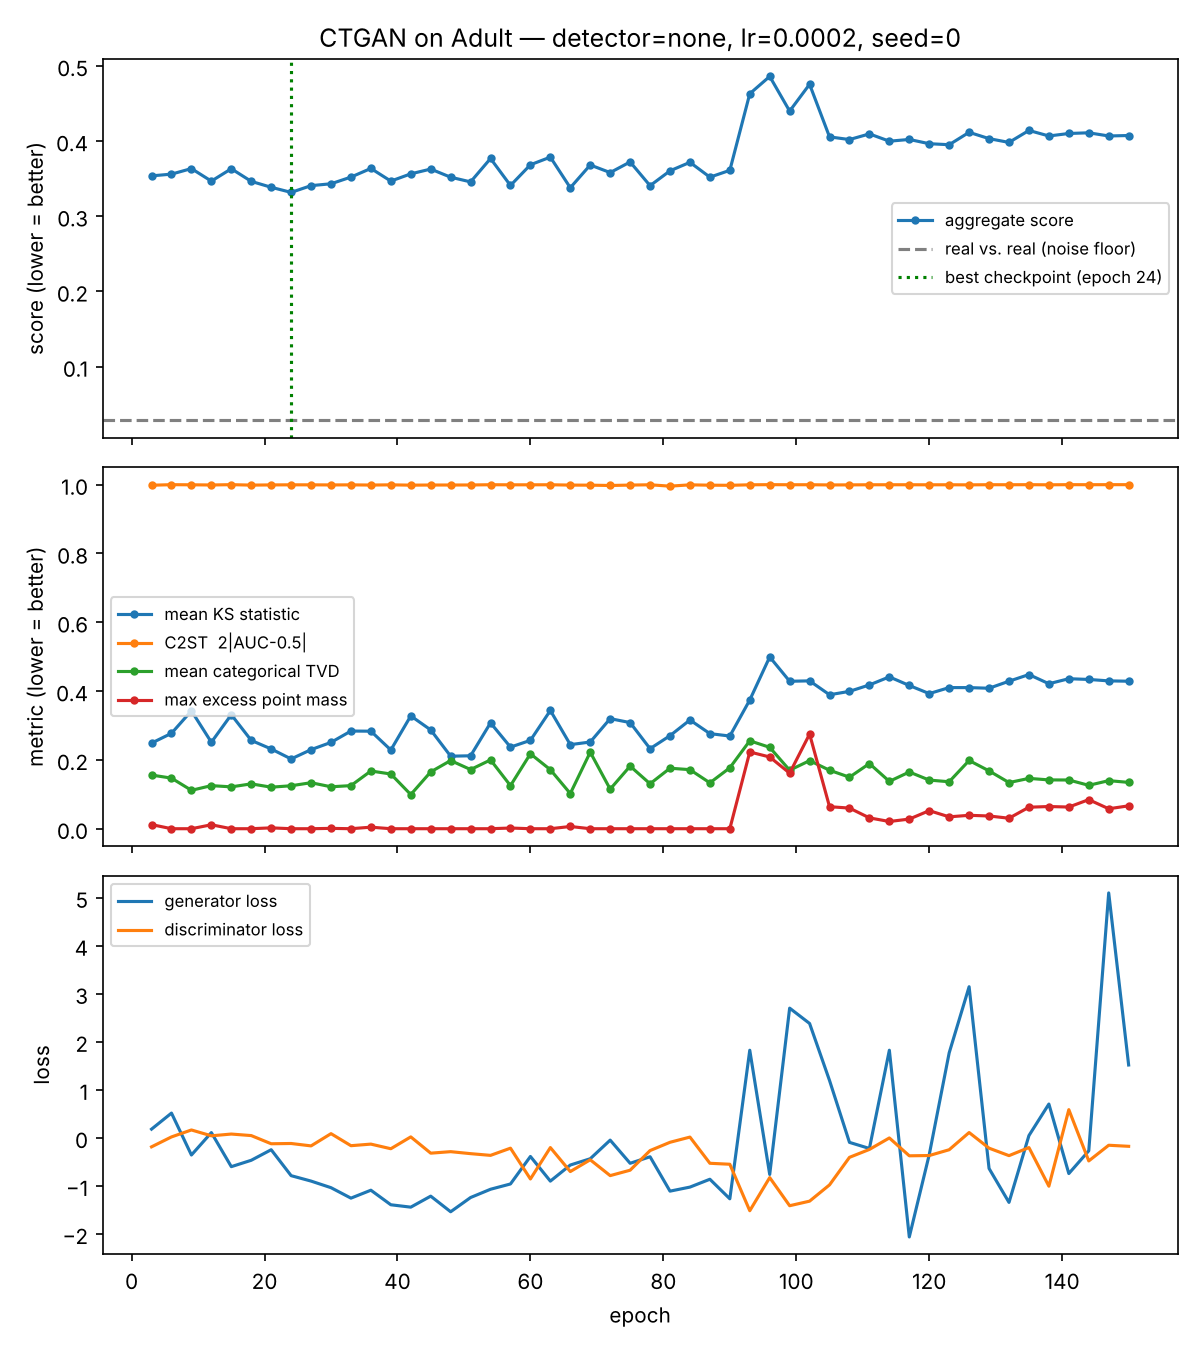 CTGAN on Adult — detector=none, lr=0.0002, seed=0
score (lower = better)
0.5
0.4
0.3
0.2
0.1
aggregate score
real vs. real (noise floor)
best checkpoint (epoch 24)
metric (lower = better)
1.0
0.8
0.6
0.4
0.2
0.0
mean KS statistic
C2ST  2|AUC-0.5|
mean categorical TVD
max excess point mass
loss
5
4
3
2
1
0
−1
−2
generator loss
discriminator loss
0 20 40 60 80 100 120 140
epoch